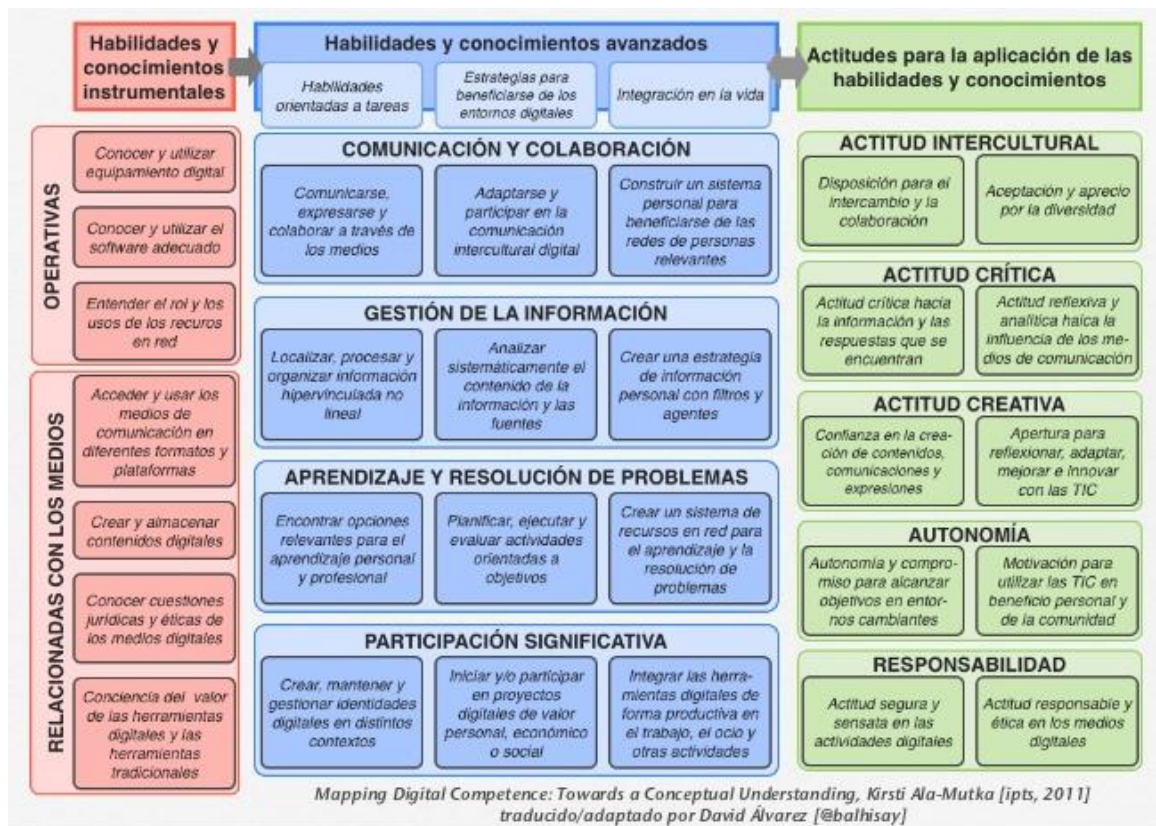 Habilidades y
conocimientos
instrumentales
Habilidades y conocimientos avanzados
Habilidades
orientadas a tareas
Estrategias para
beneficiarse de los
entornos digitales
Integración en la vida
Actitudes para la aplicación de las
habilidades y conocimientos
OPERATIVAS
Conocer y utilizar
equipamiento digital
Conocer y utilizar el
software adecuado
Entender el rol y los
usos de los recuros
en red
RELACIONADAS CON LOS MEDIOS
Acceder y usar los
medios de
comunicación en
diferentes formatos y
plataformas
Crear y almacenar
contenidos digitales
Conocer cuestiones
jurídicas y éticas de
los medios digitales
Conciencia del valor
de las herramientas
digitales y las
herramientas
tradicionales
COMUNICACIÓN Y COLABORACIÓN
Comunicarse,
expresarse y
colaborar a través de
los medios
Adaptarse y
participar en la
comunicación
intercultural digital
Construir un sistema
personal para
beneficiarse de las
redes de personas
relevantes
GESTIÓN DE LA INFORMACIÓN
Localizar, procesar y
organizar información
hipervinculada no
lineal
Analizar
sistemáticamente el
contenido de la
información y las
fuentes
Crear una estrategia
de información
personal con filtros y
agentes
APRENDIZAJE Y RESOLUCIÓN DE PROBLEMAS
Encontrar opciones
relevantes para el
aprendizaje personal
y profesional
Planificar, ejecutar y
evaluar actividades
orientadas a
objetivos
Crear un sistema de
recursos en red para
el aprendizaje y la
resolución de
problemas
PARTICIPACIÓN SIGNIFICATIVA
Crear, mantener y
gestionar identidades
digitales en distintos
contextos
Iniciar y/o participar
en proyectos
digitales de valor
personal, económico
o social
Integrar las herra-
mientas digitales de
forma productiva en
el trabajo, el ocio y
otras actividades
ACTITUD INTERCULTURAL
Disposición para el
intercambio y la
colaboración
Aceptación y aprecio
por la diversidad
ACTITUD CRÍTICA
Actitud crítica hacia
la información y las
respuestas que se
encuentran
Actitud reflexiva y
analítica haica la
influencia de los me-
dios de comunicación
ACTITUD CREATIVA
Confianza en la crea-
ción de contenidos,
comunicaciones y
expresiones
Apertura para
reflexionar, adaptar,
mejorar e innovar
con las TIC
AUTONOMÍA
Autonomía y compro-
miso para alcanzar
objetivos en entor-
nos cambiantes
Motivación para
utilizar las TIC en
beneficio personal y
de la comunidad
RESPONSABILIDAD
Actitud segura y
sensata en las
actividades digitales
Actitud responsable y
ética en los medios
digitales
Mapping Digital Competence: Towards a Conceptual Understanding, Kirsti Ala-Mutka [ipts, 2011]
traducido/adaptado por David Álvarez [@balhisay]